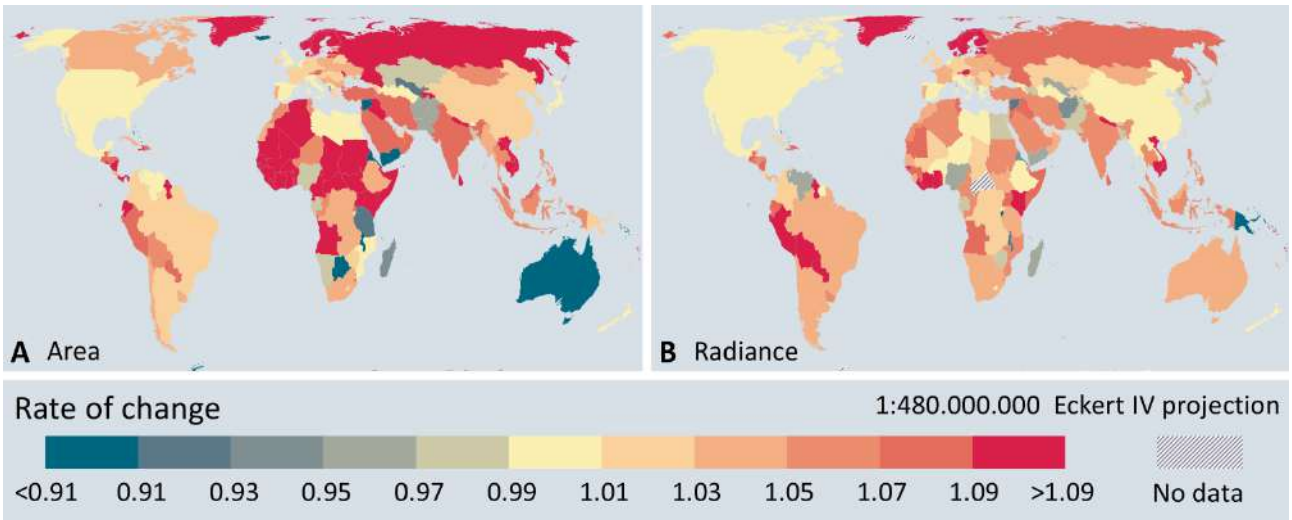 A Area
B Radiance
Rate of change
1:480.000.000 Eckert IV projection
<0.91 0.91 0.93 0.95 0.97 0.99 1.01 1.03 1.05 1.07 1.09 >1.09
No data